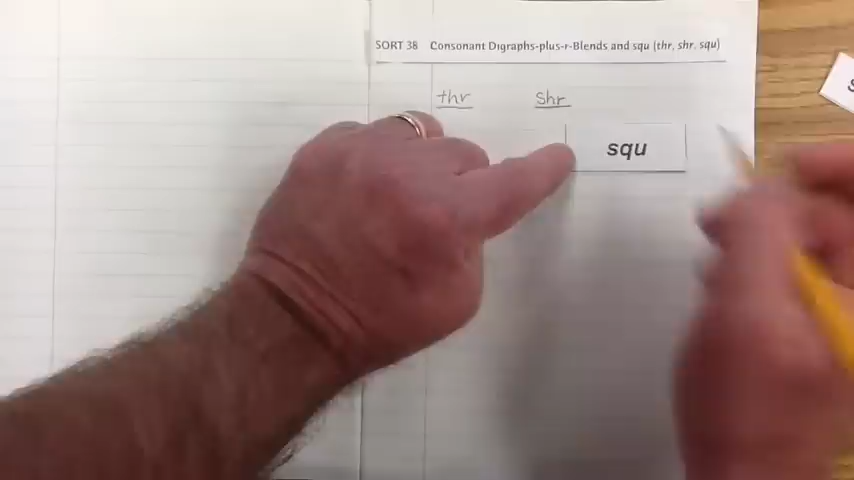 SORT 38 Consonant Digraphs-plus-r-Blends and squ (thr, shr, squ)
thr shr
squ